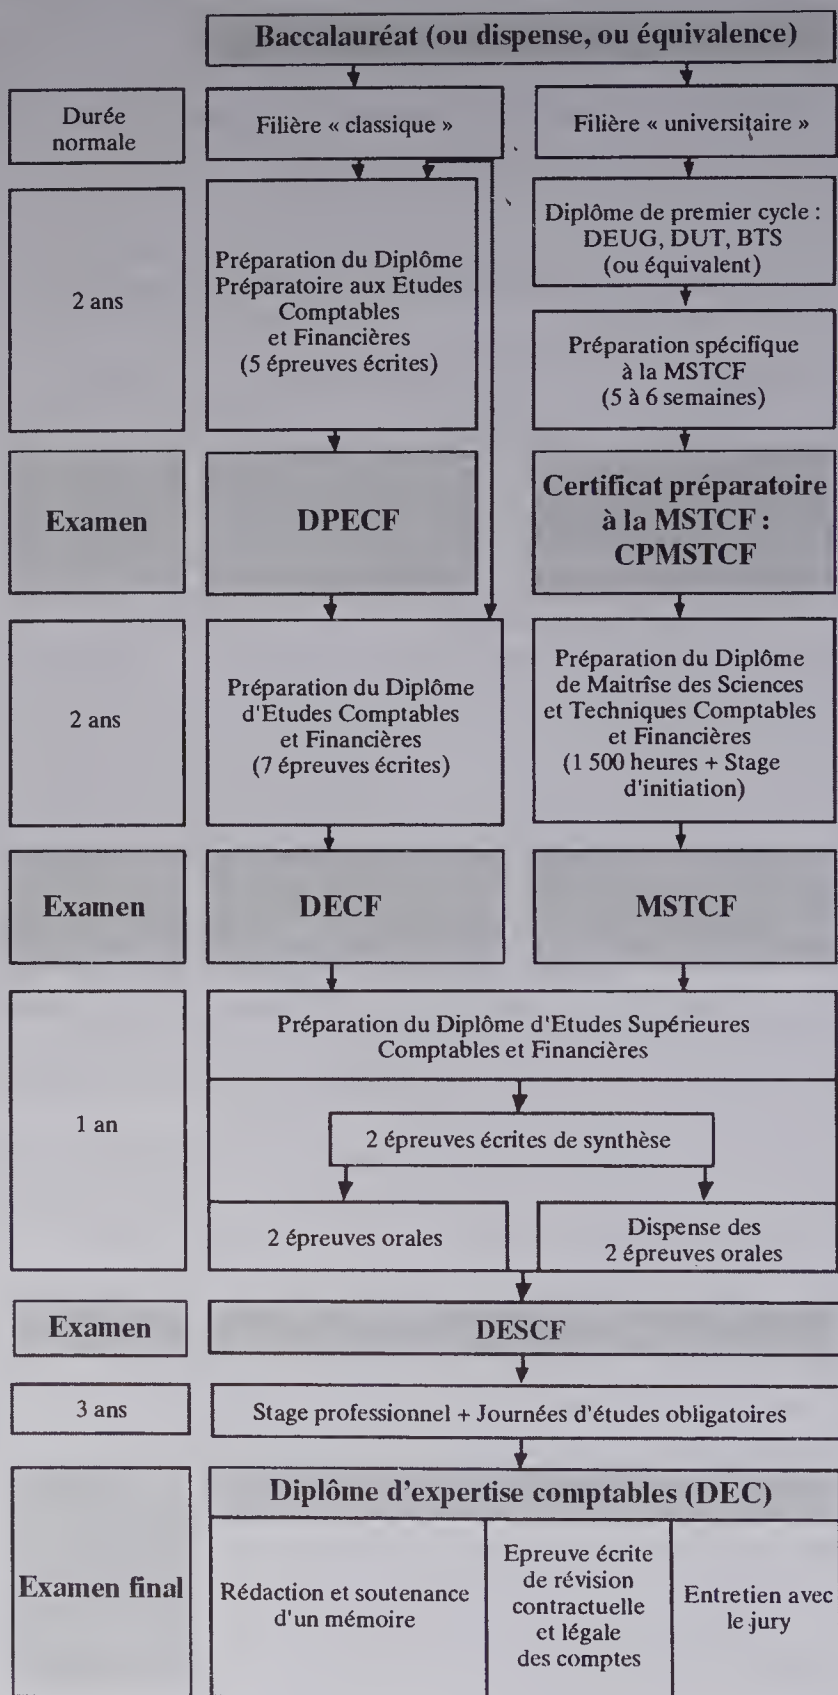 Baccalauréat (ou dispense, ou équivalence)
Durée
normale
Filière « classique »
Filière « universitaire »
2 ans
Préparation du Diplôme
Préparatoire aux Etudes
Comptables
et Financières
(5 épreuves écrites)
Diplôme de premier cycle :
DEUG, DUT, BTS
(ou équivalent)
Préparation spécifique
à la MSTCF
(5 à 6 semaines)
Examen
DPECF
Certificat préparatoire
à la MSTCF :
CPMSTCF
2 ans
Préparation du Diplôme
d'Etudes Comptables
et Financières
(7 épreuves écrites)
Préparation du Diplôme
de Maitrîse des Sciences
et Techniques Comptables
et Financières
(1 500 heures + Stage
d'initiation)
Examen
DECF
MSTCF
1 an
Préparation du Diplôme d'Etudes Supérieures
Comptables et Financières
2 épreuves écrites de synthèse
2 épreuves orales
Dispense des
2 épreuves orales
Examen
DESCF
3 ans
Stage professionnel + Journées d'études obligatoires
Examen final
Diplôme d'expertise comptables (DEC)
Rédaction et soutenance
d'un mémoire
Epreuve écrite
de révision
contractuelle
et légale
des comptes
Entretien avec
le jury